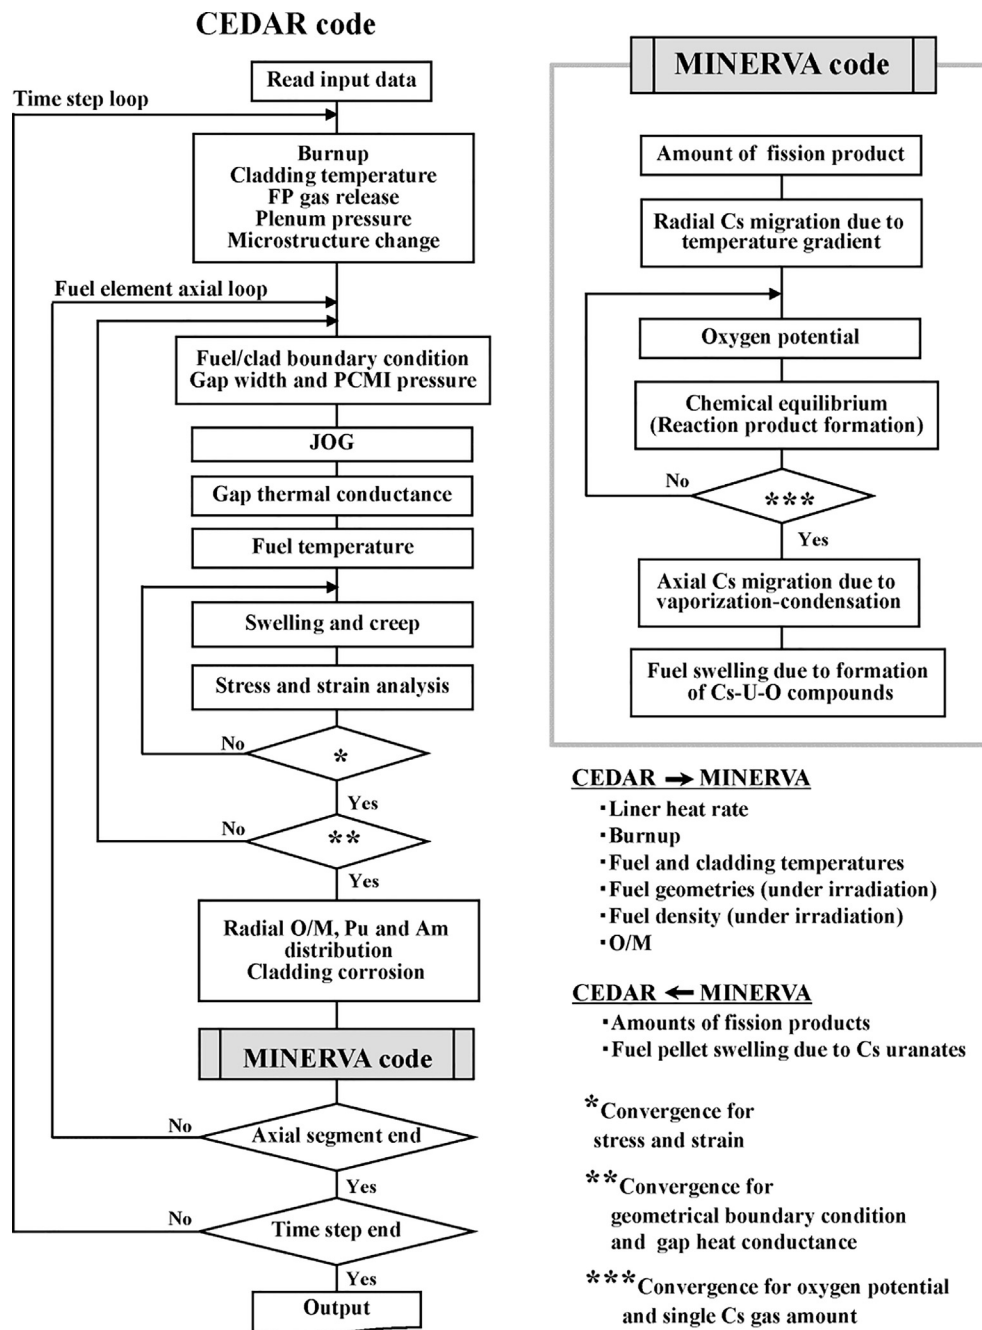 CEDAR code
Read input data
Time step loop
Burnup
Cladding temperature
FP gas release
Plenum pressure
Microstructure change
Fuel element axial loop
Fuel/clad boundary condition
Gap width and PCMI pressure
JOG
Gap thermal conductance
Fuel temperature
Swelling and creep
Stress and strain analysis
No
*
Yes
No
**
Yes
Radial O/M, Pu and Am
distribution
Cladding corrosion
MINERVA code
No
Axial segment end
Yes
No
Time step end
Yes
Output
MINERVA code
Amount of fission product
Radial Cs migration due to
temperature gradient
Oxygen potential
Chemical equilibrium
(Reaction product formation)
No
***
Yes
Axial Cs migration due to
vaporization-condensation
Fuel swelling due to formation
of Cs-U-O compounds
CEDAR → MINERVA
・Liner heat rate
・Burnup
・Fuel and cladding temperatures
・Fuel geometries (under irradiation)
・Fuel density (under irradiation)
・O/M
CEDAR ← MINERVA
・Amounts of fission products
・Fuel pellet swelling due to Cs uranates
*Convergence for
stress and strain
**Convergence for
geometrical boundary condition
and gap heat conductance
***Convergence for oxygen potential
and single Cs gas amount